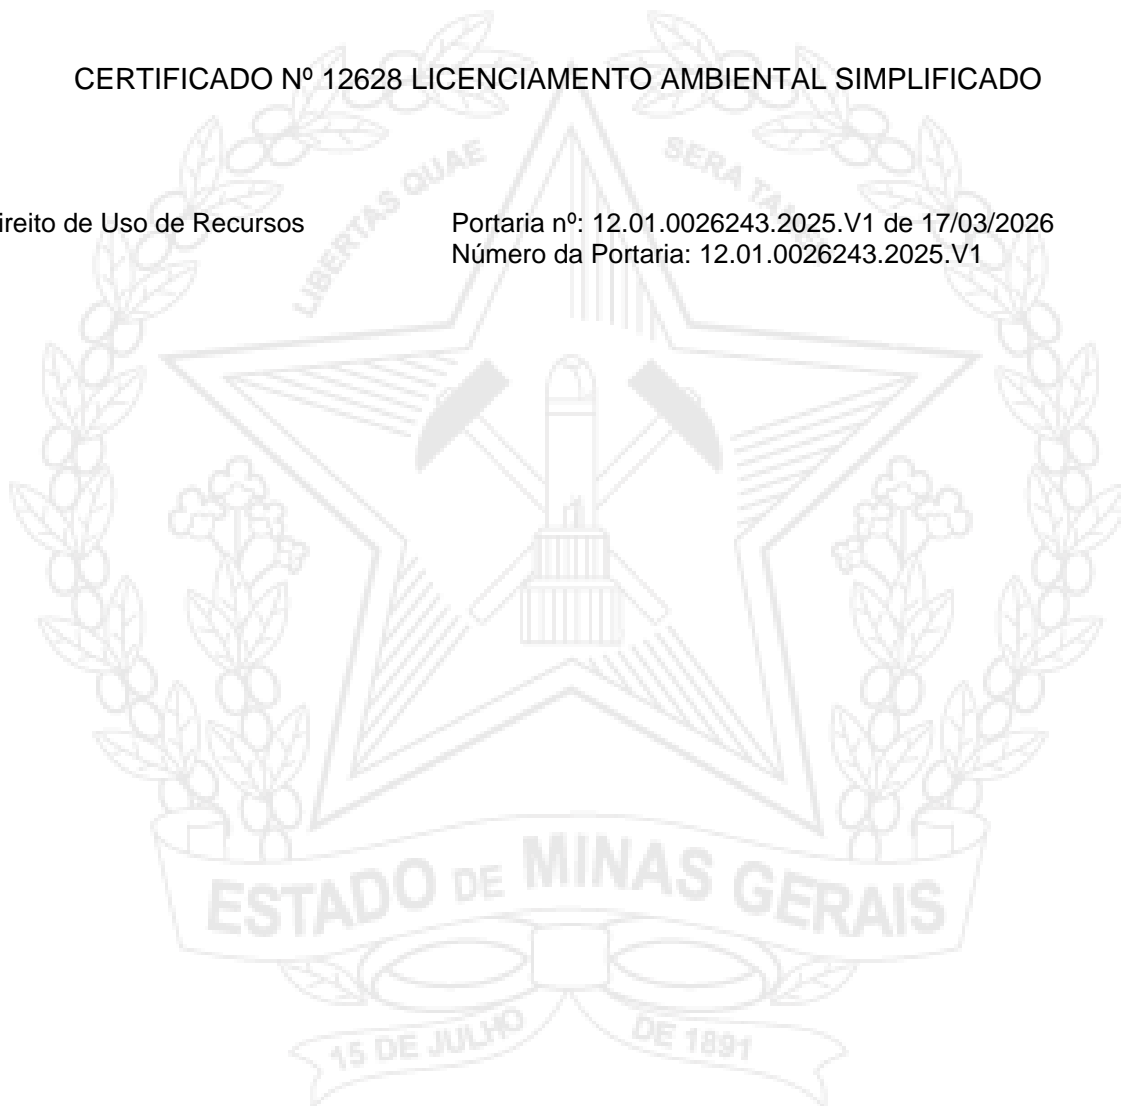 CERTIFICADO Nº 12628 LICENCIAMENTO AMBIENTAL SIMPLIFICADO
ireito de Uso de Recursos
Portaria nº: 12.01.0026243.2025.V1 de 17/03/2026
Número da Portaria: 12.01.0026243.2025.V1
LIBERTAS QUAE SERA
ESTADO DE MINAS GERAIS
15 DE JULHO DE 1891